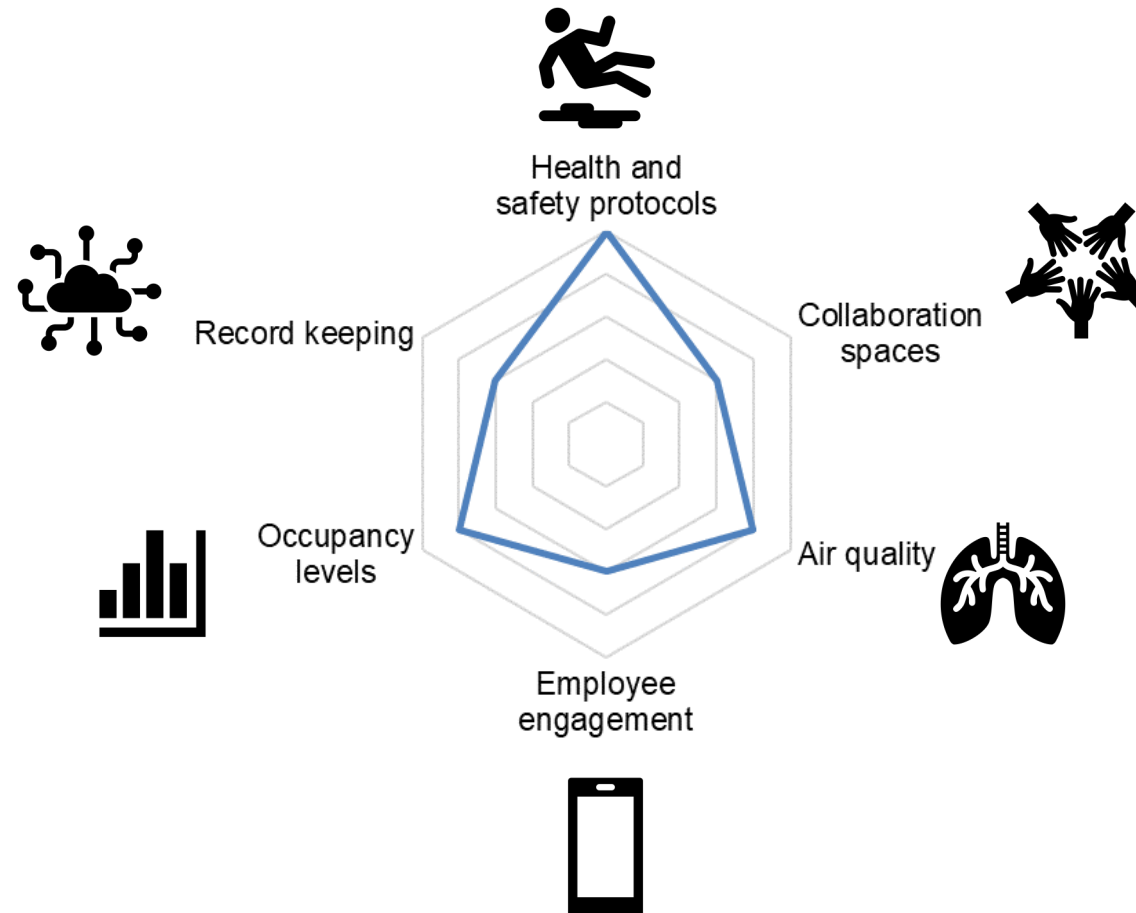 Health and
safety protocols
Collaboration
spaces
Record keeping
Occupancy
levels
Air quality
Employee
engagement